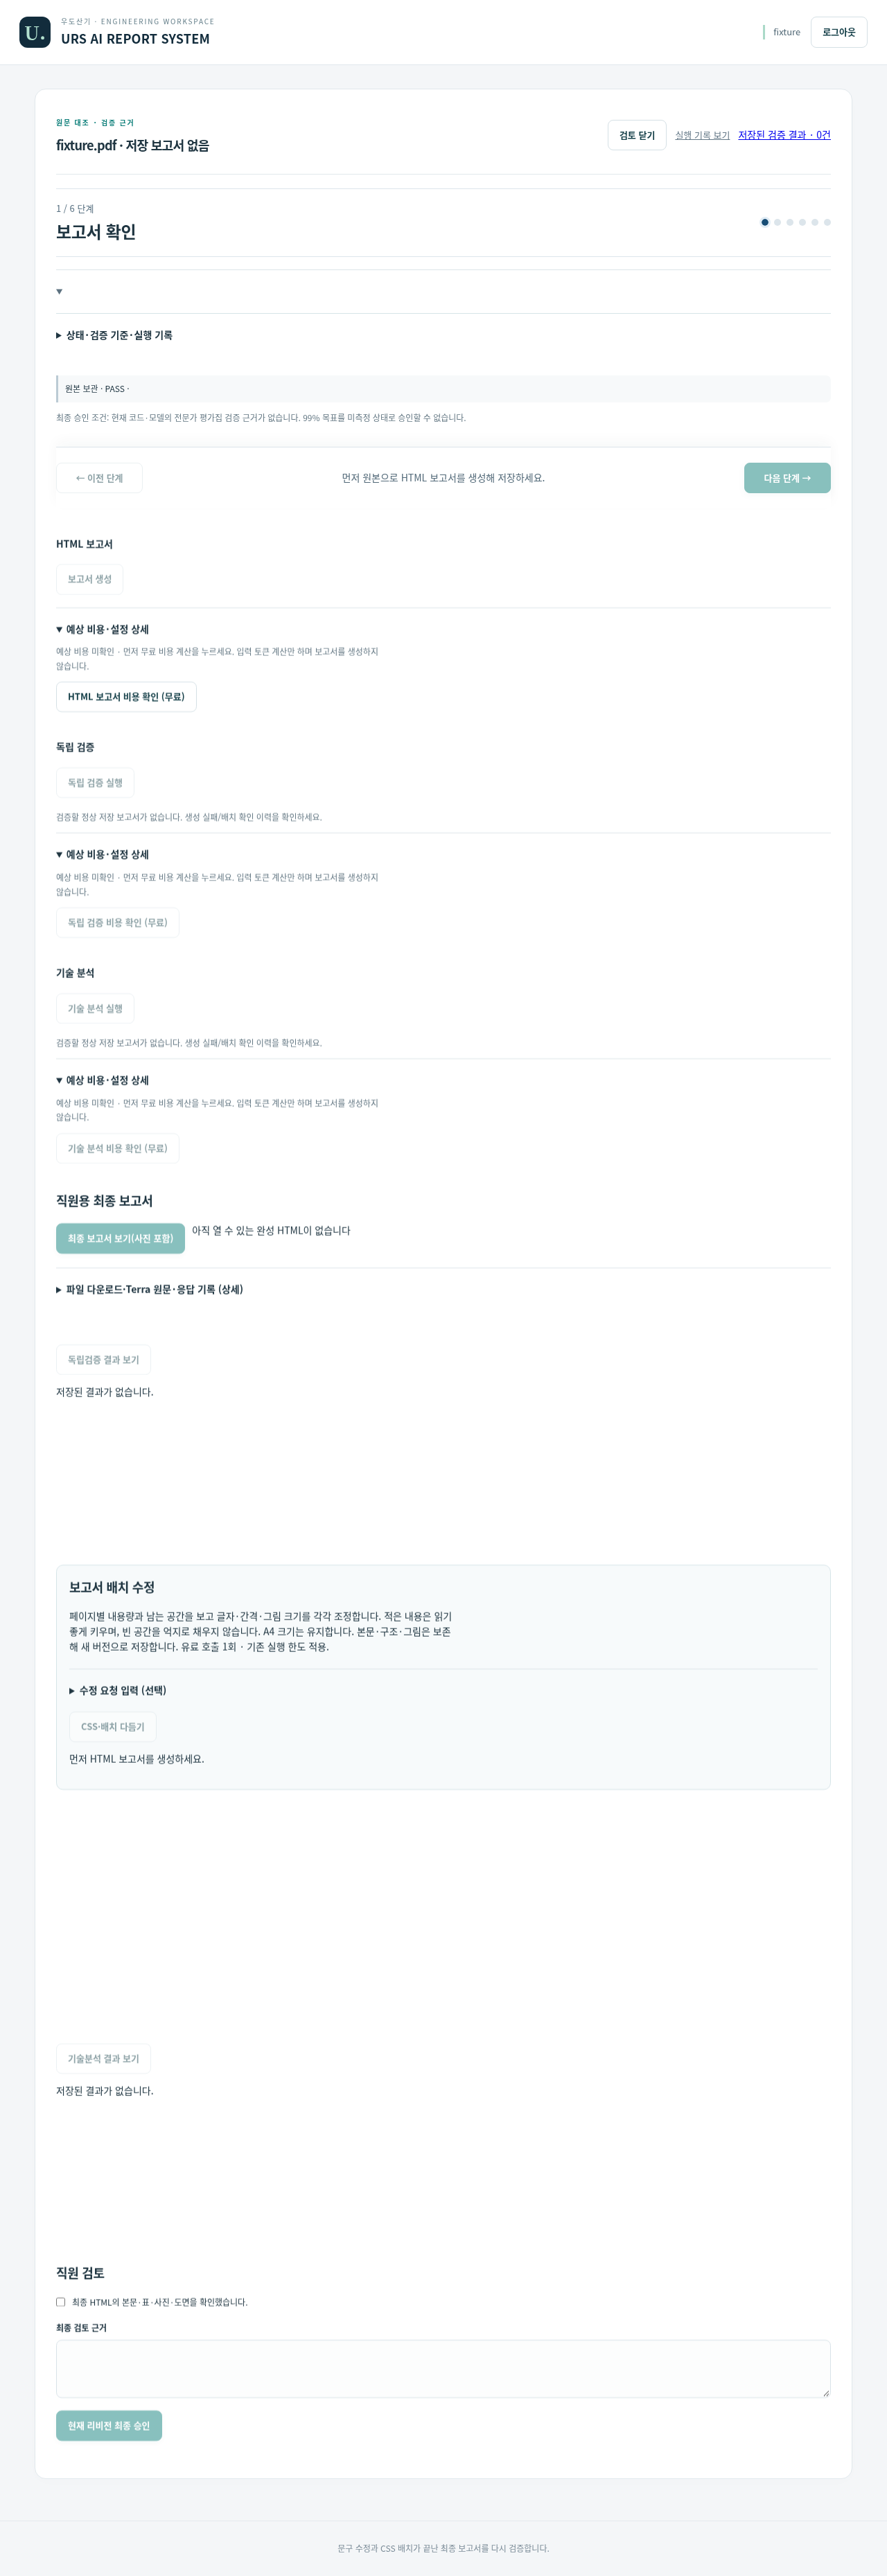 U.
우도산기 · ENGINEERING WORKSPACE
URS AI REPORT SYSTEM
fixture
로그아웃
원문 대조 · 검증 근거
fixture.pdf · 저장 보고서 없음
검토 닫기
실행 기록 보기
저장된 검증 결과 · 0건
1 / 6 단계
보고서 확인
상태·검증 기준·실행 기록
원본 보관 · PASS ·
최종 승인 조건: 현재 코드·모델의 전문가 평가짐 검증 근거가 없습니다. 99% 목표를 미측정 상태로 승인할 수 없습니다.
← 이전 단계
먼저 원본으로 HTML 보고서를 생성해 저장하세요.
다음 단계 →
HTML 보고서
보고서 생성
예상 비용·설정 상세
예상 비용 미확인 · 먼저 무료 비용 계산을 누르세요. 입력 토큰 계산만 하며 보고서를 생성하지
않습니다.
HTML 보고서 비용 확인 (무료)
독립 검증
독립 검증 실행
검증할 정상 저장 보고서가 없습니다. 생성 실패/배치 확인 이력을 확인하세요.
예상 비용·설정 상세
예상 비용 미확인 · 먼저 무료 비용 계산을 누르세요. 입력 토큰 계산만 하며 보고서를 생성하지
않습니다.
독립 검증 비용 확인 (무료)
기술 분석
기술 분석 실행
검증할 정상 저장 보고서가 없습니다. 생성 실패/배치 확인 이력을 확인하세요.
예상 비용·설정 상세
예상 비용 미확인 · 먼저 무료 비용 계산을 누르세요. 입력 토큰 계산만 하며 보고서를 생성하지
않습니다.
기술 분석 비용 확인 (무료)
직원용 최종 보고서
최종 보고서 보기(사진 포함)
아직 열 수 있는 완성 HTML이 없습니다
파일 다운로드·Terra 원문·응답 기록 (상세)
독립검증 결과 보기
저장된 결과가 없습니다.
보고서 배치 수정
페이지별 내용량과 남는 공간을 보고 글자·간격·그림 크기를 각각 조정합니다. 적은 내용은 읽기
좋게 키우며, 빈 공간을 억지로 채우지 않습니다. A4 크기는 유지합니다. 본문·구조·그림은 보존
해 새 버전으로 저장합니다. 유료 호출 1회 · 기존 실행 한도 적용.
수정 요청 입력 (선택)
CSS·배치 다듬기
먼저 HTML 보고서를 생성하세요.
기술분석 결과 보기
저장된 결과가 없습니다.
직원 검토
최종 HTML의 본문·표·사진·도면을 확인했습니다.
최종 검토 근거
현재 리비전 최종 승인
문구 수정과 CSS 배치가 끝난 최종 보고서를 다시 검증합니다.